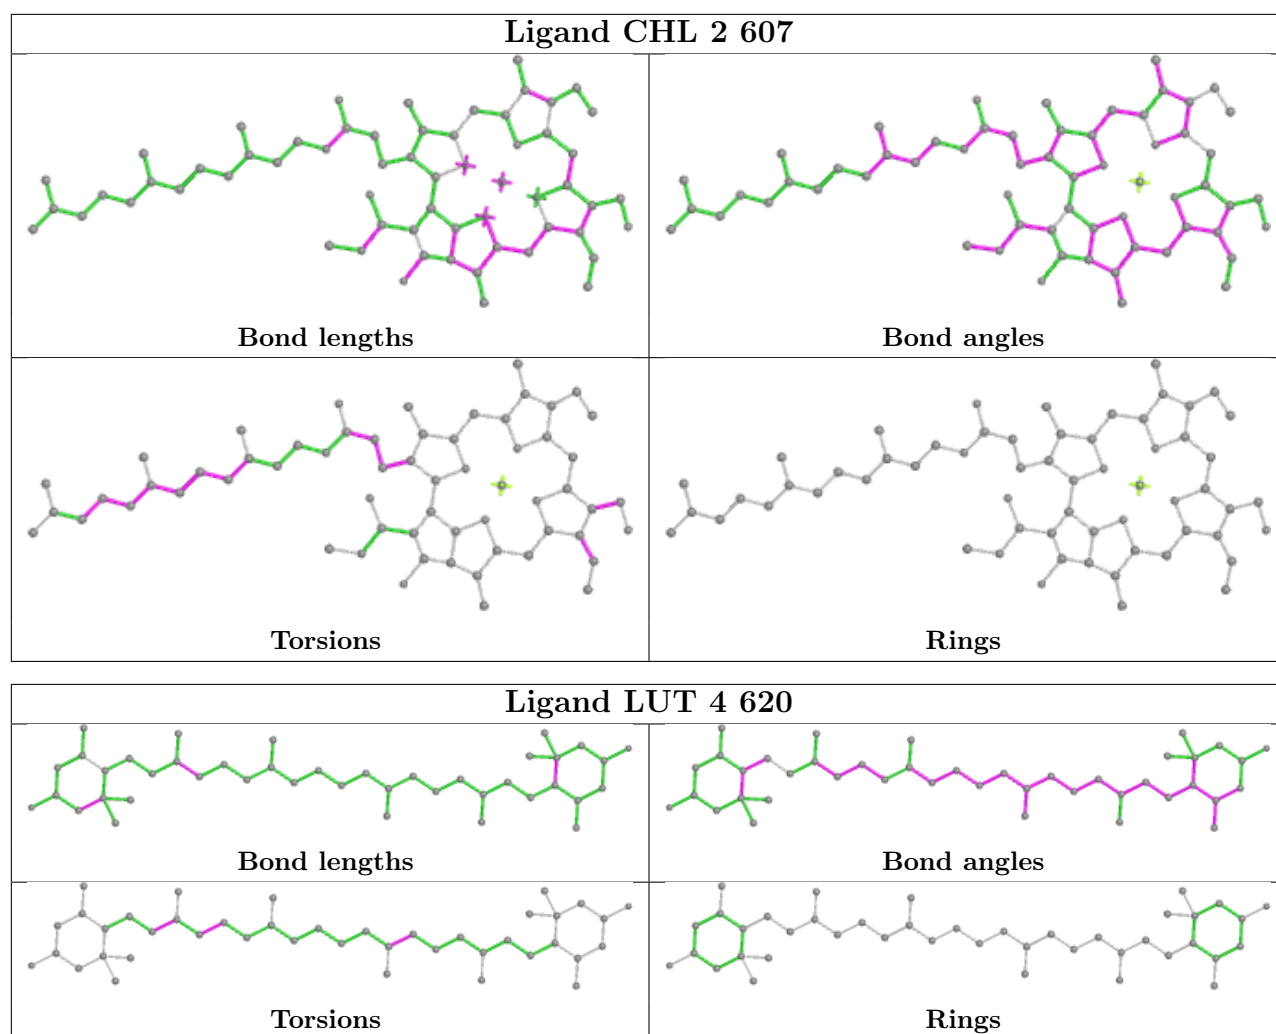 Ligand CHL 2 607
Bond lengths
Bond angles
Torsions
Rings
Ligand LUT 4 620
Bond lengths
Bond angles
Torsions
Rings